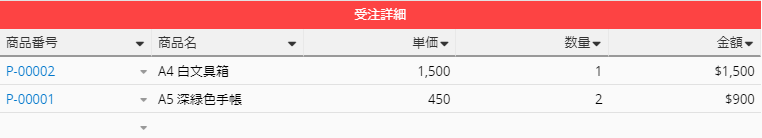 受注詳細
商品番号 商品名 単価 数量 金額
P-00002 A4 白文具箱 1,500 1 $1,500
P-00001 A5 深緑色手帳 450 2 $900